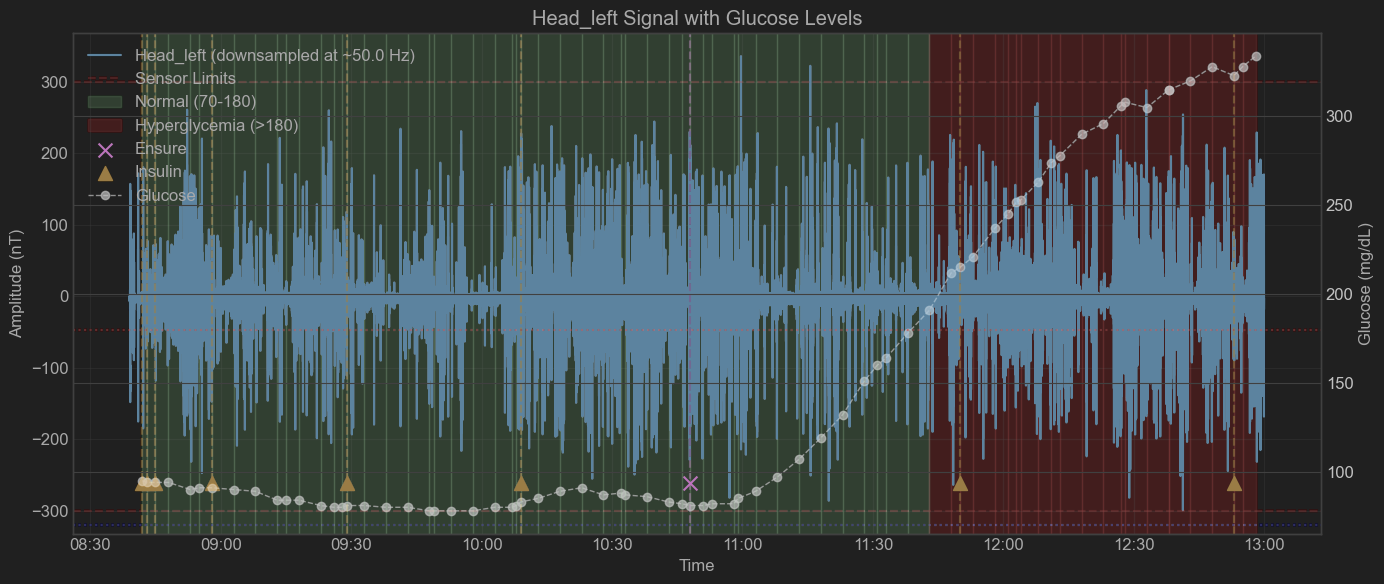 Head_left Signal with Glucose Levels
Head_left (downsampled at ~50.0 Hz)
Sensor Limits
Normal (70-180)
Hyperglycemia (>180)
Ensure
Insulin
Glucose
Amplitude (nT)
300
200
100
0
−100
−200
−300
Glucose (mg/dL)
300
250
200
150
100
08:30 09:00 09:30 10:00 10:30 11:00 11:30 12:00 12:30 13:00
Time